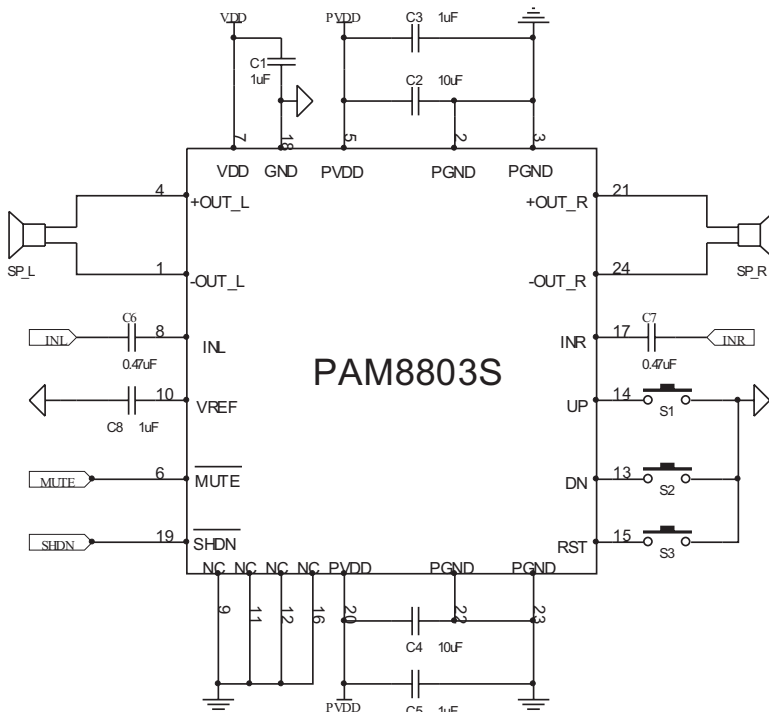 VDD PVDD C3 1uF
C1
1uF
C2 10uF
7 18 5 2 3
VDD GND PVDD PGND PGND
4 +OUT_L +OUT_R 21
SP_L SP_R
1 -OUT_L -OUT_R 24
INL C6 0.47uF 8 INL INR 17 C7 0.47uF INR
PAM8803S
C8 1uF 10 VREF UP 14 S1
MUTE 6 MUTE DN 13 S2
SHDN 19 SHDN RST 15 S3
NC NC NC NC PVDD PGND PGND
9 11 12 16 20 22 23
C4 10uF
PVDD C5 1uF